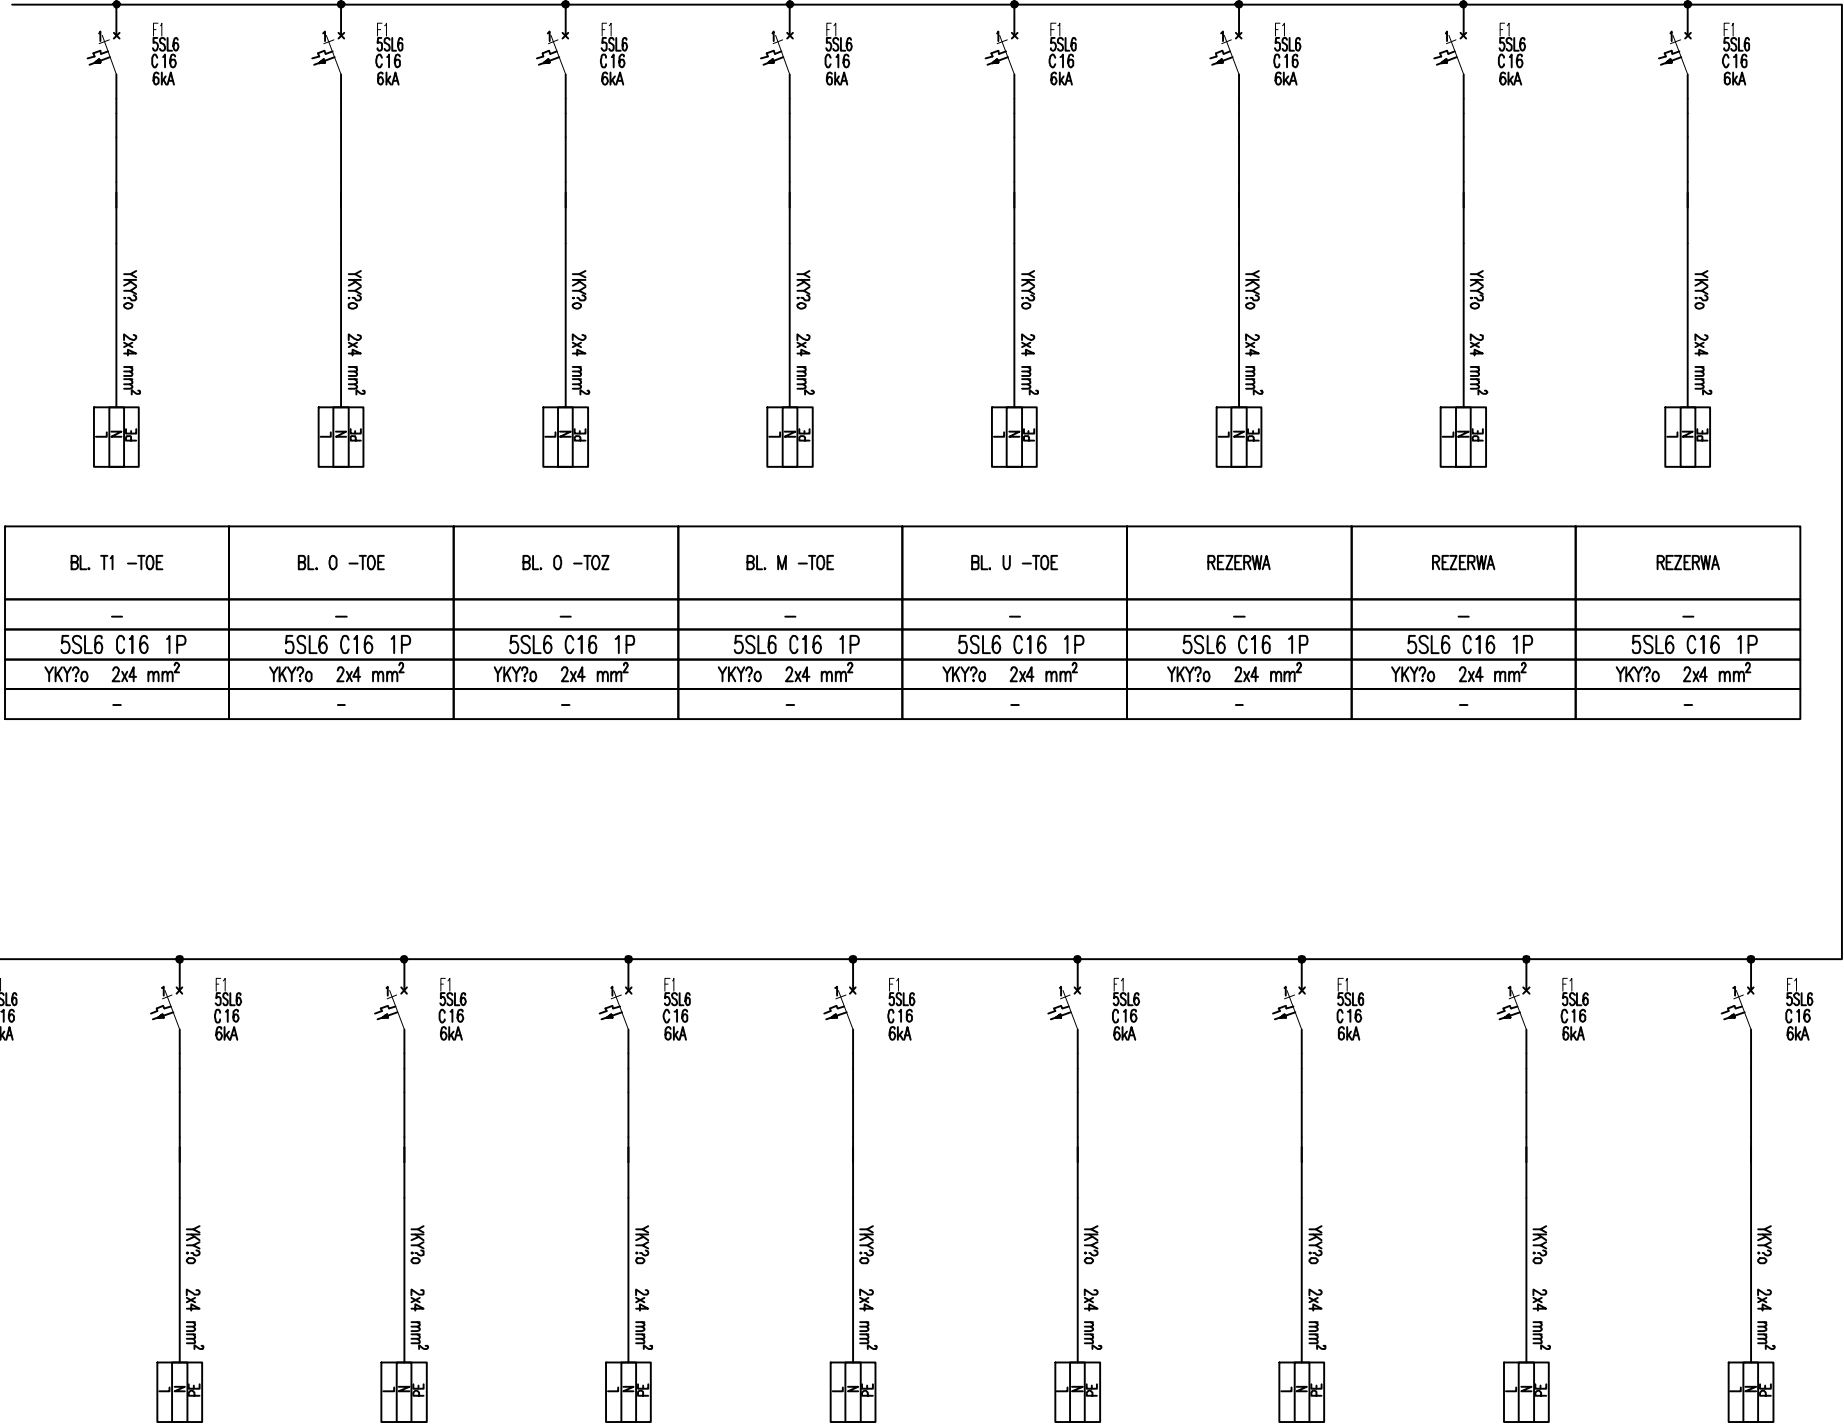 F1 F1 F1 F1 F1 F1 F1 F1
5SL6 5SL6 5SL6 5SL6 5SL6 5SL6 5SL6 5SL6
C16 C16 C16 C16 C16 C16 C16 C16
6kA 6kA 6kA 6kA 6kA 6kA 6kA 6kA
YKY?o 2x4 mm²
YKY?o 2x4 mm²
YKY?o 2x4 mm²
YKY?o 2x4 mm²
YKY?o 2x4 mm²
YKY?o 2x4 mm²
YKY?o 2x4 mm²
YKY?o 2x4 mm²
L N PE L N PE L N PE L N PE L N PE L N PE L N PE L N PE
BL. T1 -TOE BL. O -TOE BL. O -TOZ BL. M -TOE BL. U -TOE REZERWA REZERWA REZERWA
- - - - - - - -
5SL6 C16 1P 5SL6 C16 1P 5SL6 C16 1P 5SL6 C16 1P 5SL6 C16 1P 5SL6 C16 1P 5SL6 C16 1P 5SL6 C16 1P
YKY?o 2x4 mm² YKY?o 2x4 mm² YKY?o 2x4 mm² YKY?o 2x4 mm² YKY?o 2x4 mm² YKY?o 2x4 mm² YKY?o 2x4 mm² YKY?o 2x4 mm²
- - - - - - - -
F1 F1 F1 F1 F1 F1 F1 F1
SL6 5SL6 5SL6 5SL6 5SL6 5SL6 5SL6 5SL6 5SL6
16 C16 C16 C16 C16 C16 C16 C16 C16
kA 6kA 6kA 6kA 6kA 6kA 6kA 6kA 6kA
YKY?o 2x4 mm²
YKY?o 2x4 mm²
YKY?o 2x4 mm²
YKY?o 2x4 mm²
YKY?o 2x4 mm²
YKY?o 2x4 mm²
YKY?o 2x4 mm²
YKY?o 2x4 mm²
L N PE L N PE L N PE L N PE L N PE L N PE L N PE L N PE